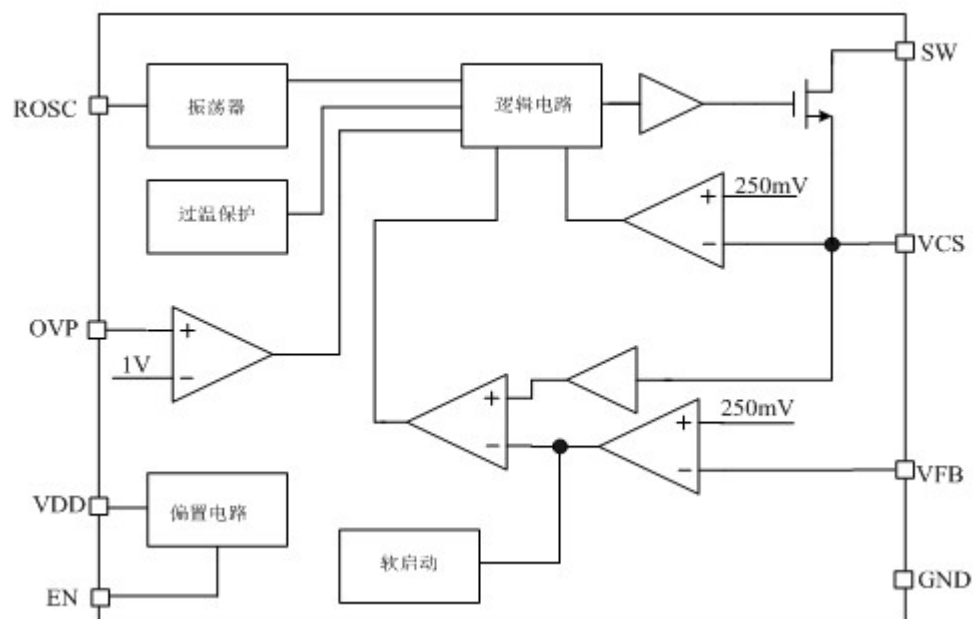 SW
ROSC
振荡器
逻辑电路
过温保护
250mV
+
−
VCS
OVP
+
1V
−
+
−
250mV
+
−
VFB
VDD
偏置电路
软启动
EN
GND